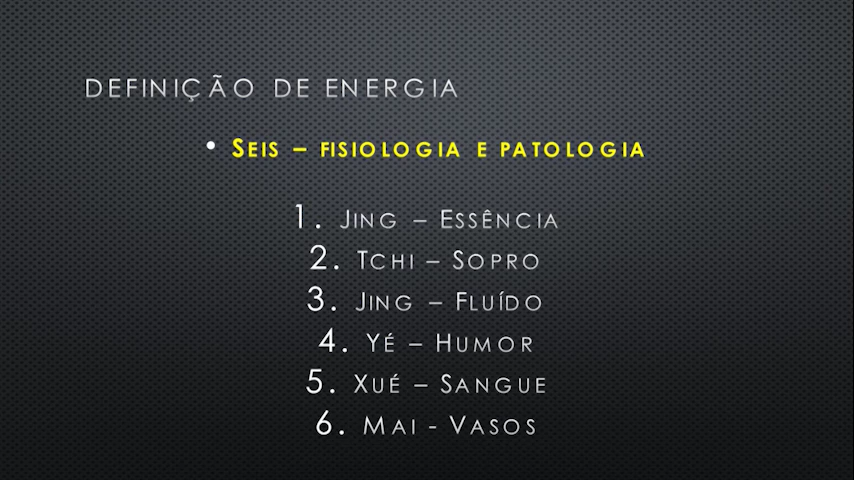 DEFINIÇÃO DE ENERGIA
• SEIS – FISIOLOGIA E PATOLOGIA
1. JING – ESSÊNCIA
2. TCHI – SOPRO
3. JING – FLUÍDO
4. YÉ – HUMOR
5. XUÉ – SANGUE
6. MAI - VASOS